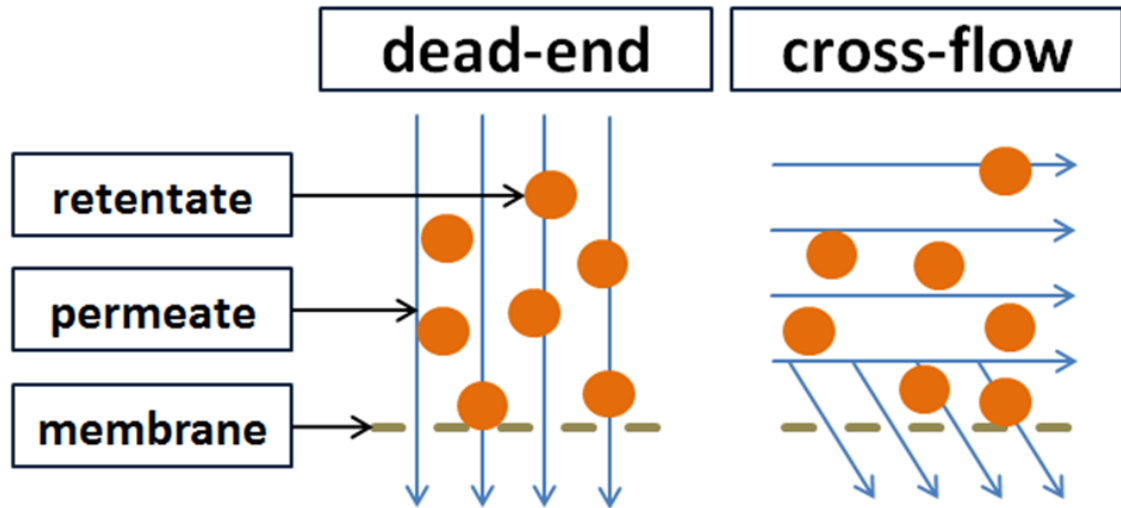 dead-end
cross-flow
retentate
permeate
membrane